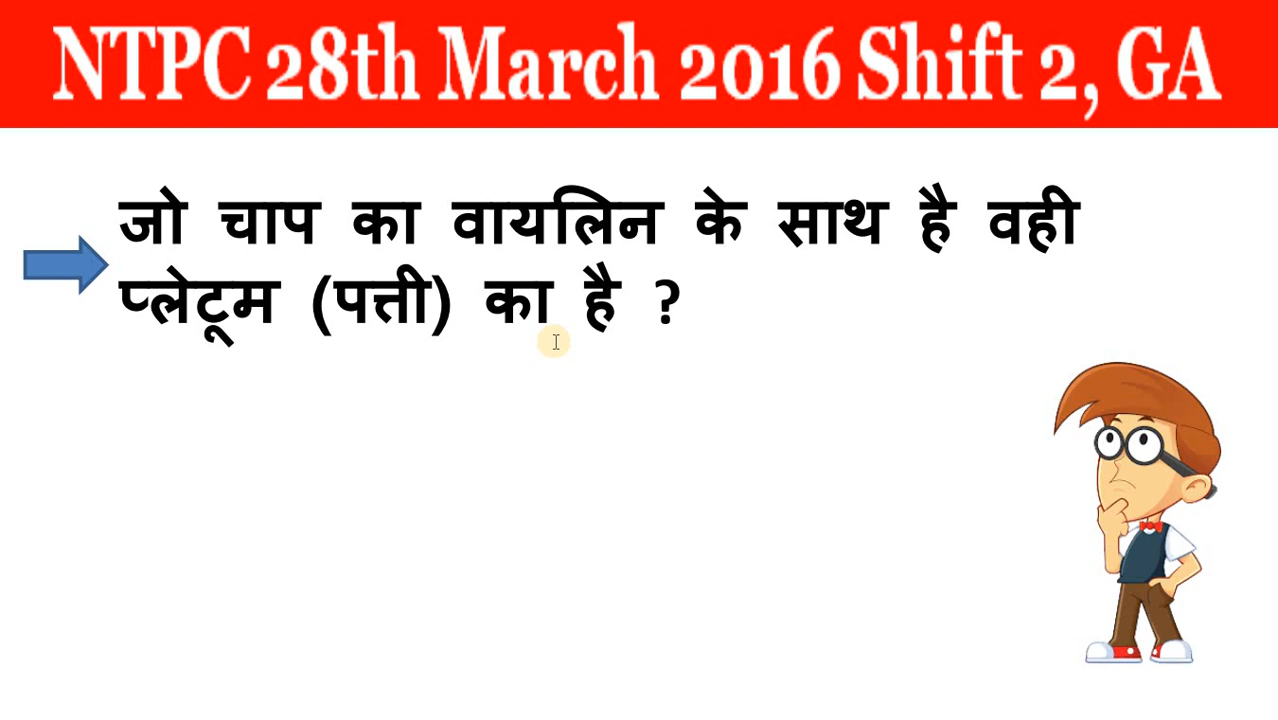 NTPC 28th March 2016 Shift 2, GA
जो चाप का वायलिन के साथ है वही
प्लेटूम (पत्ती) का है ?